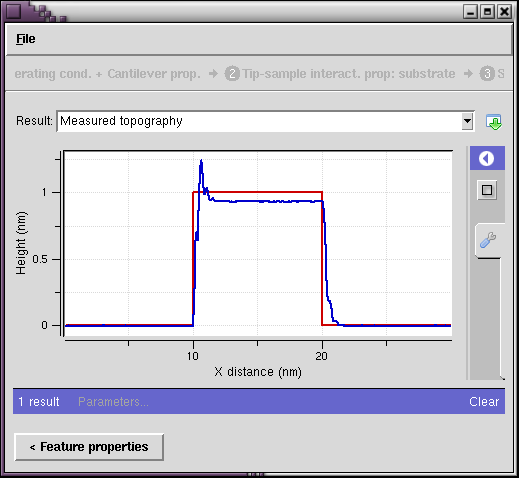 File
erating cond. + Cantilever prop. → 2 Tip-sample interact. prop: substrate → 3 S
Result: Measured topography
Height (nm)
1
0.5
0
10 20
X distance (nm)
1 result Parameters... Clear
< Feature properties